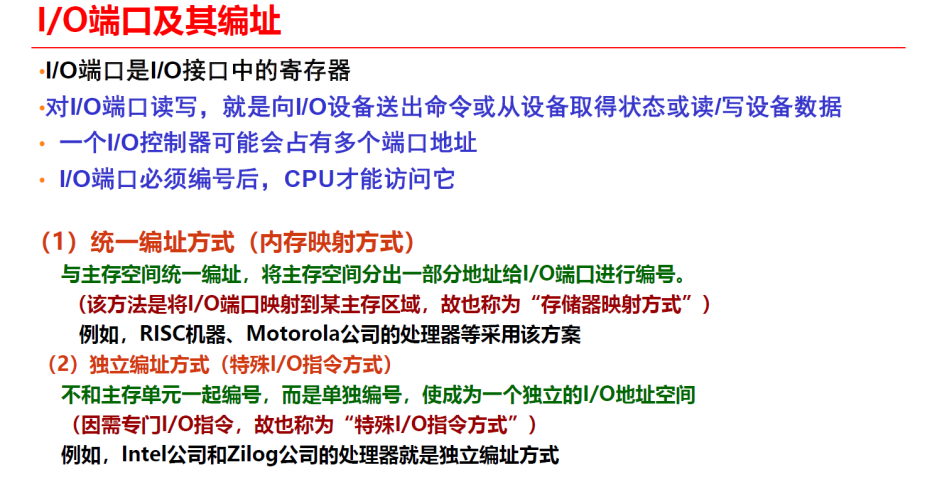 I/O端口及其编址
•I/O端口是I/O接口中的寄存器
•对I/O端口读写，就是向I/O设备送出命令或从设备取得状态或读/写设备数据
• 一个I/O控制器可能会占有多个端口地址
• I/O端口必须编号后，CPU才能访问它
（1）统一编址方式（内存映射方式）
与主存空间统一编址，将主存空间分出一部分地址给I/O端口进行编号。
（该方法是将I/O端口映射到某主存区域，故也称为“存储器映射方式”）
例如，RISC机器、Motorola公司的处理器等采用该方案
（2）独立编址方式（特殊I/O指令方式）
不和主存单元一起编号，而是单独编号，使成为一个独立的I/O地址空间
（因需专门I/O指令，故也称为“特殊I/O指令方式”）
例如，Intel公司和Zilog公司的处理器就是独立编址方式